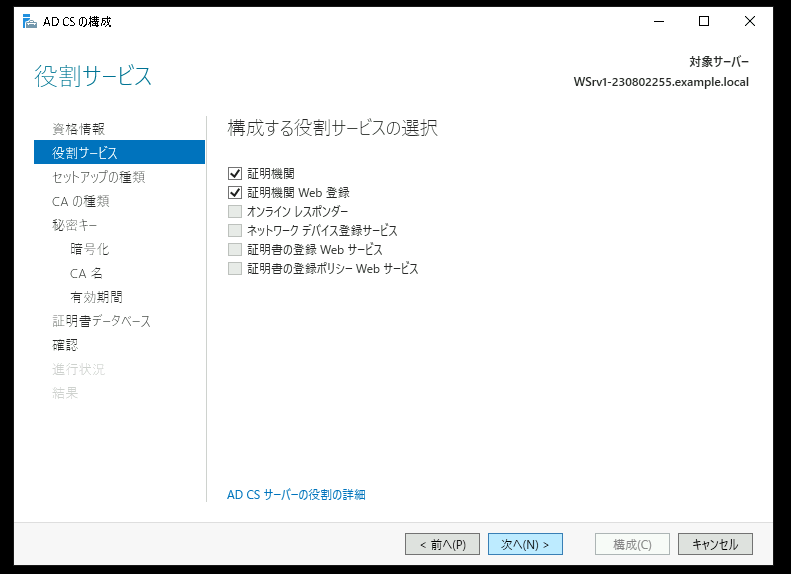 AD CS の構成
役割サービス
対象サーバー
WSrv1-230802255.example.local
資格情報
役割サービス
セットアップの種類
CA の種類
秘密キー
暗号化
CA 名
有効期間
証明書データベース
確認
進行状況
結果
構成する役割サービスの選択
証明機関
証明機関 Web 登録
オンライン レスポンダー
ネットワーク デバイス登録サービス
証明書の登録 Web サービス
証明書の登録ポリシー Web サービス
AD CS サーバーの役割の詳細
< 前へ(P) 次へ(N) > 構成(C) キャンセル